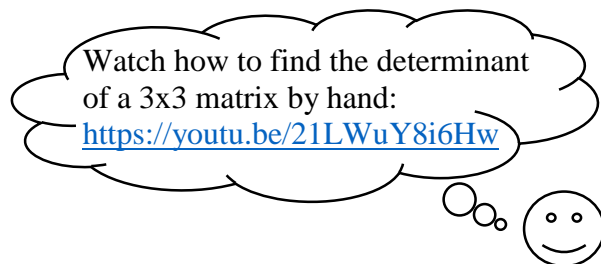 Watch how to find the determinant
of a 3x3 matrix by hand:
https://youtu.be/21LWuY8i6Hw